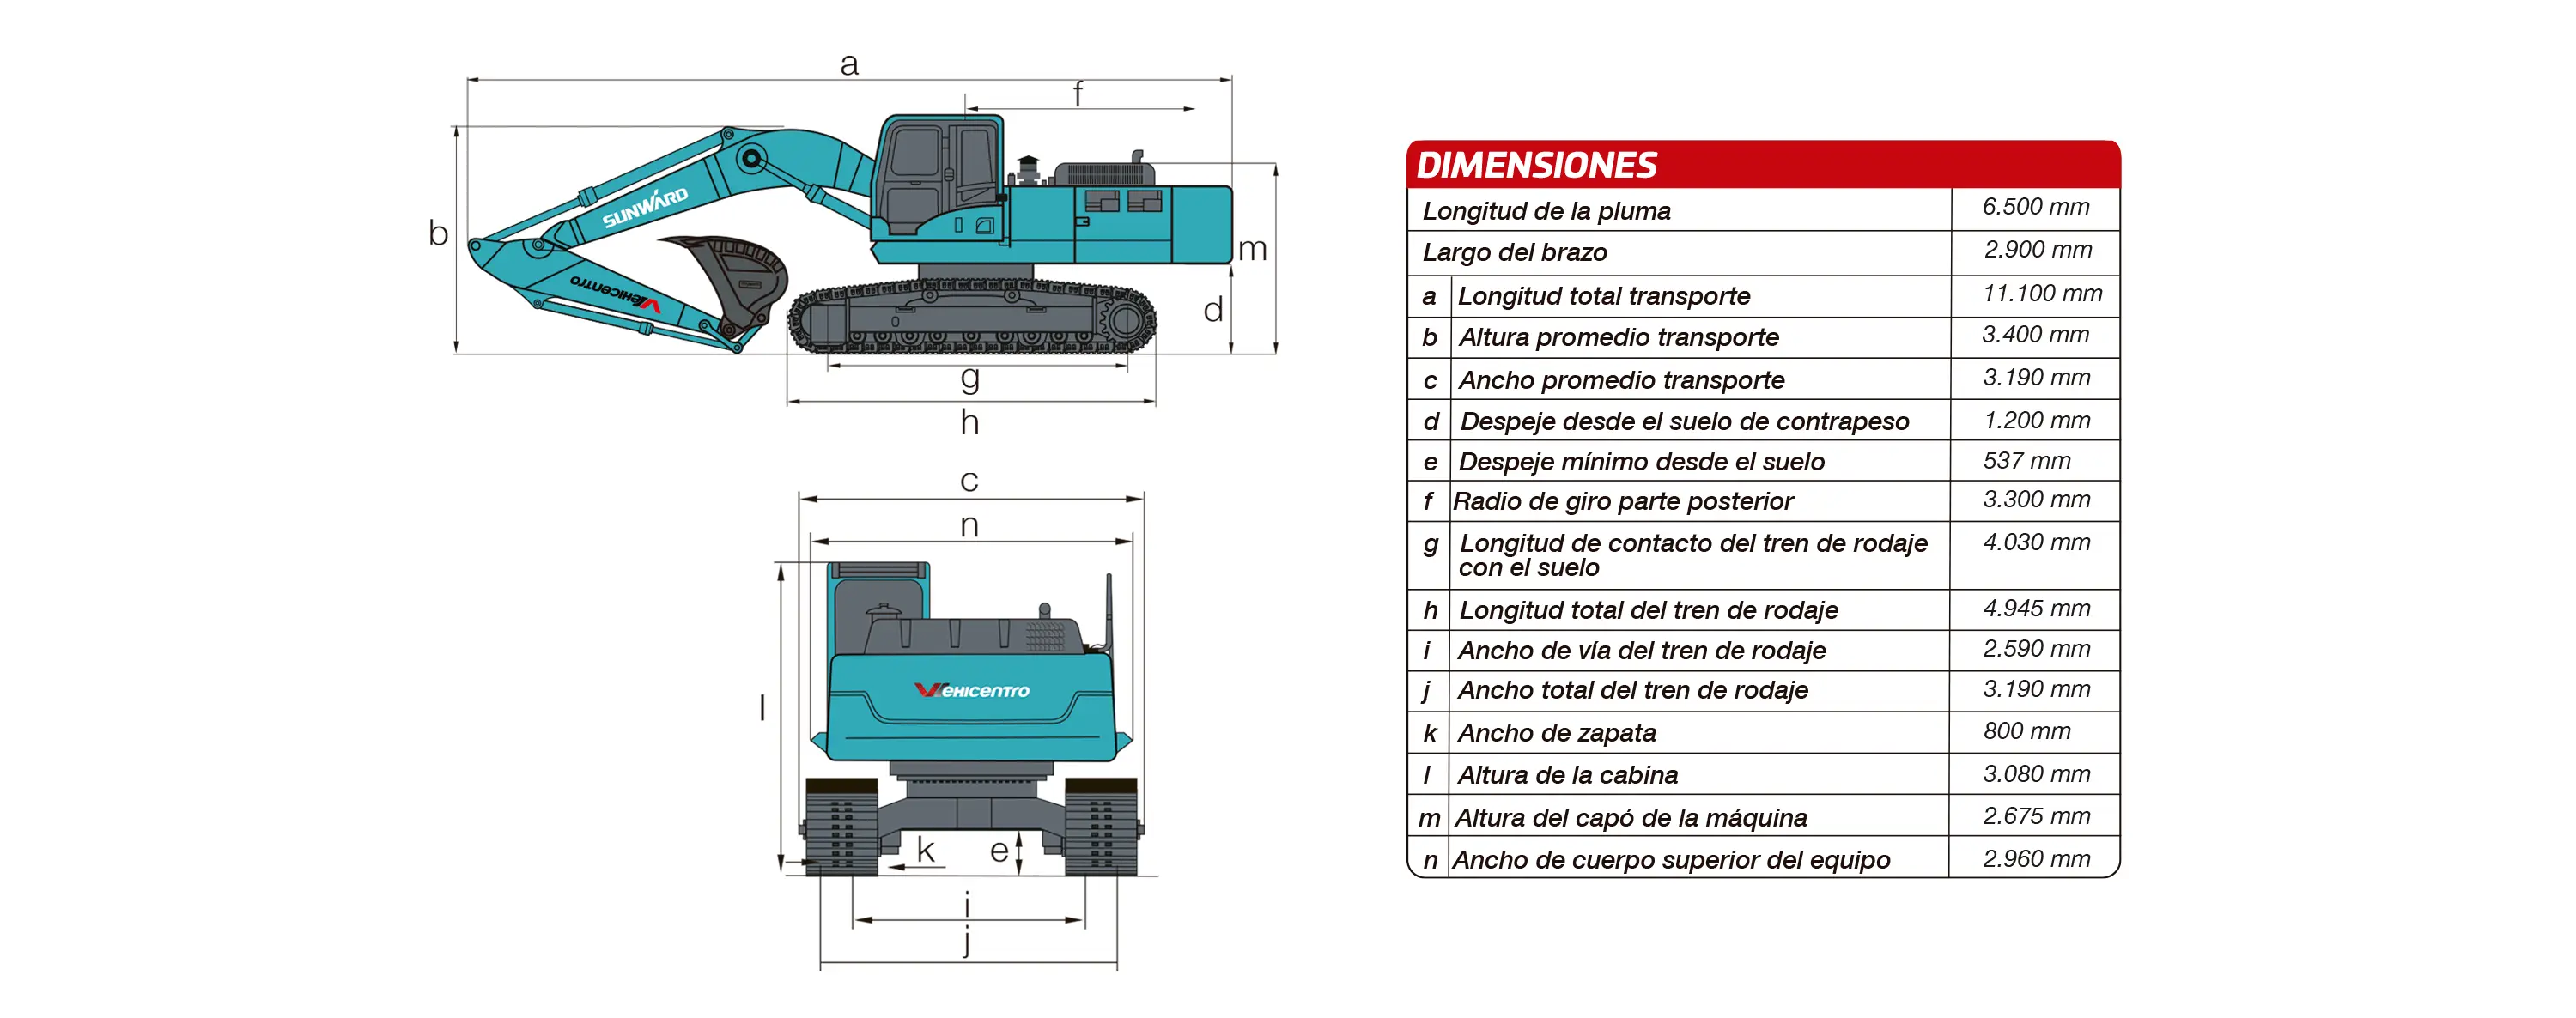 a
f
b
SUNWARD
VEHICENTRO
m
d
g
h
c
n
l
VEHICENTRO
k
e
i
j
DIMENSIONES
Longitud de la pluma 6.500 mm
Largo del brazo 2.900 mm
a Longitud total transporte 11.100 mm
b Altura promedio transporte 3.400 mm
c Ancho promedio transporte 3.190 mm
d Despeje desde el suelo de contrapeso 1.200 mm
e Despeje mínimo desde el suelo 537 mm
f Radio de giro parte posterior 3.300 mm
g Longitud de contacto del tren de rodaje 4.030 mm
con el suelo
h Longitud total del tren de rodaje 4.945 mm
i Ancho de vía del tren de rodaje 2.590 mm
j Ancho total del tren de rodaje 3.190 mm
k Ancho de zapata 800 mm
l Altura de la cabina 3.080 mm
m Altura del capó de la máquina 2.675 mm
n Ancho de cuerpo superior del equipo 2.960 mm